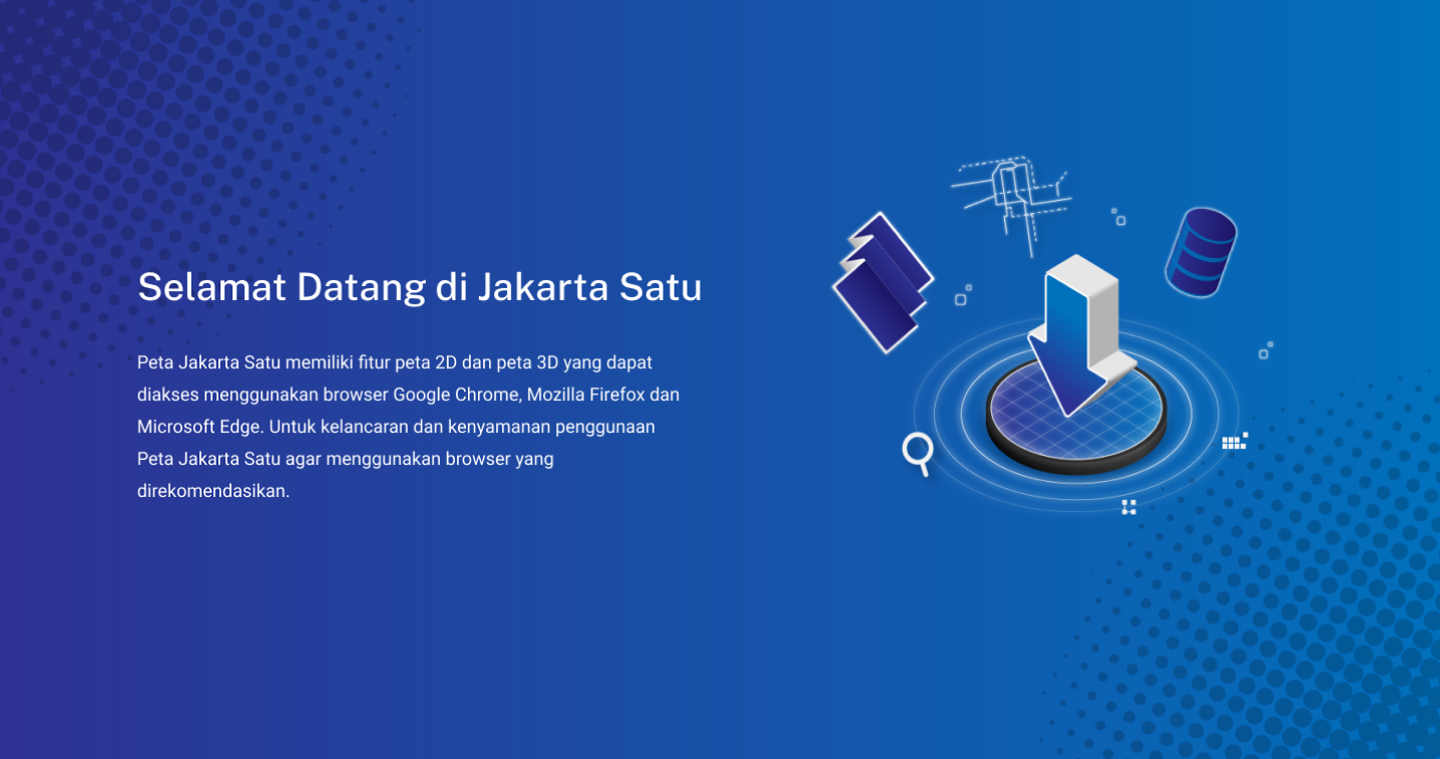 Selamat Datang di Jakarta Satu
Peta Jakarta Satu memiliki fitur peta 2D dan peta 3D yang dapat
diakses menggunakan browser Google Chrome, Mozilla Firefox dan
Microsoft Edge. Untuk kelancaran dan kenyamanan penggunaan
Peta Jakarta Satu agar menggunakan browser yang
direkomendasikan.